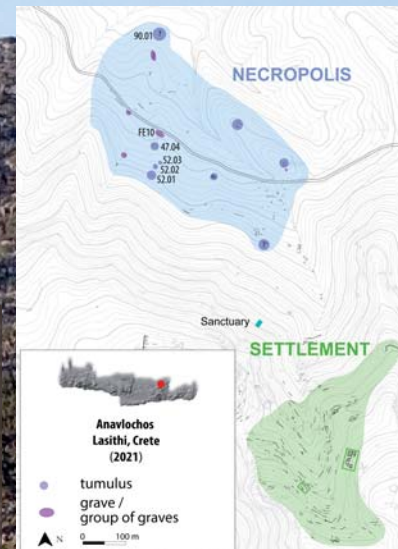 90.01
NECROPOLIS
FE10
47.04
52.03
52.02
52.01
Sanctuary
SETTLEMENT
Anavlochos
Lasithi, Crete
(2021)
tumulus
grave /
group of graves
N 0 100 m